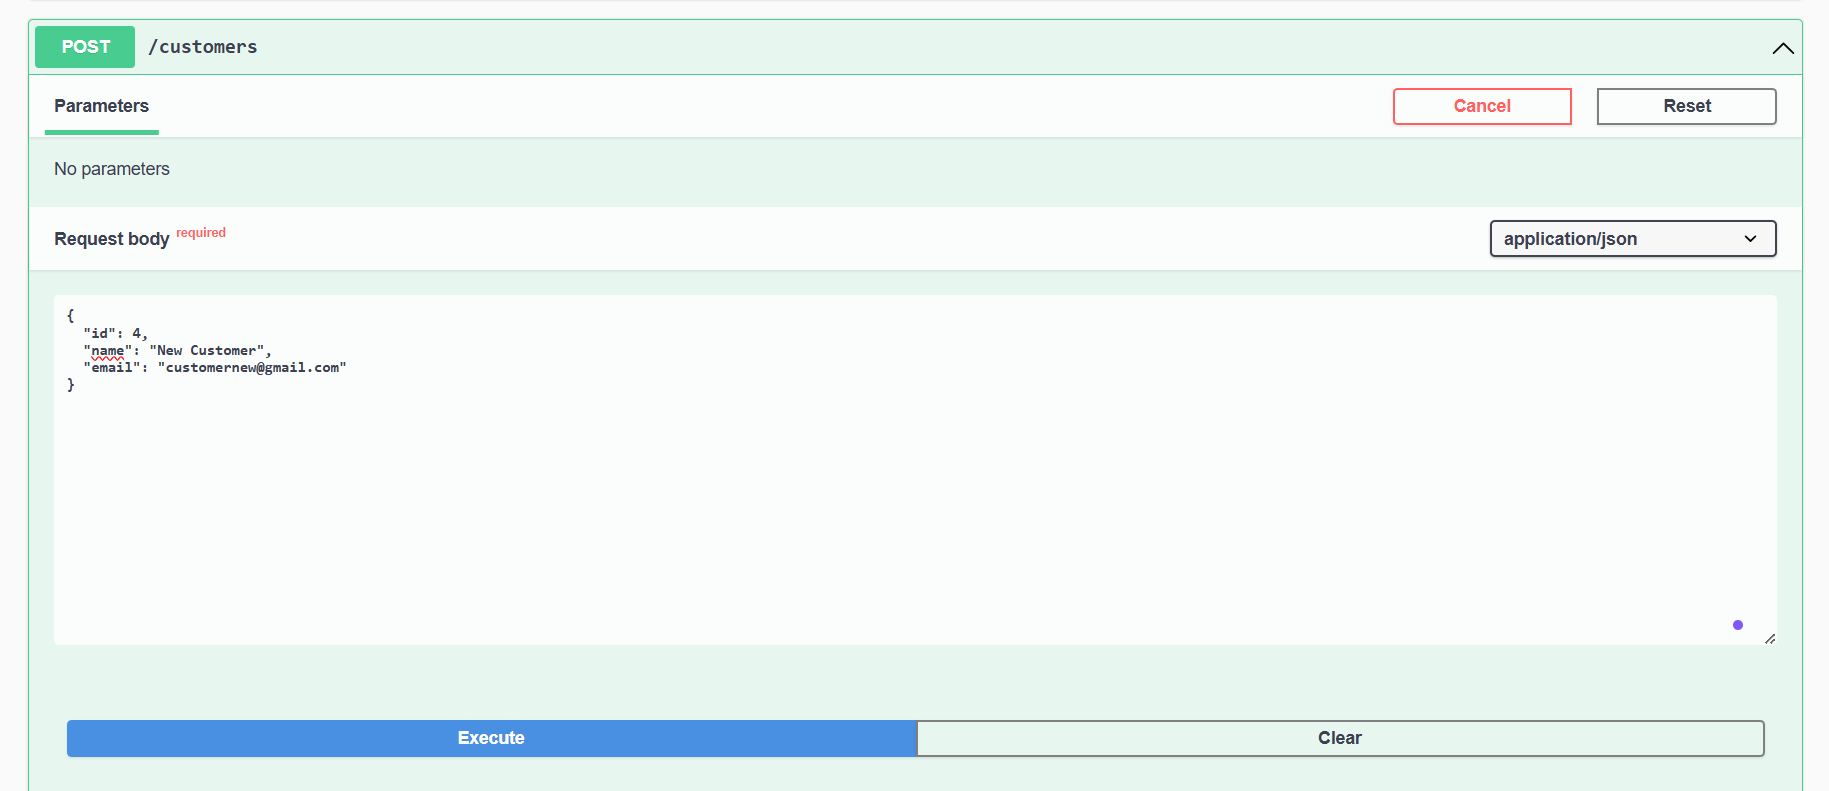 POST /customers
Parameters
Cancel
Reset
No parameters
Request body required
application/json
{
  "id": 4,
  "name": "New Customer",
  "email": "customernew@gmail.com"
}
Execute
Clear